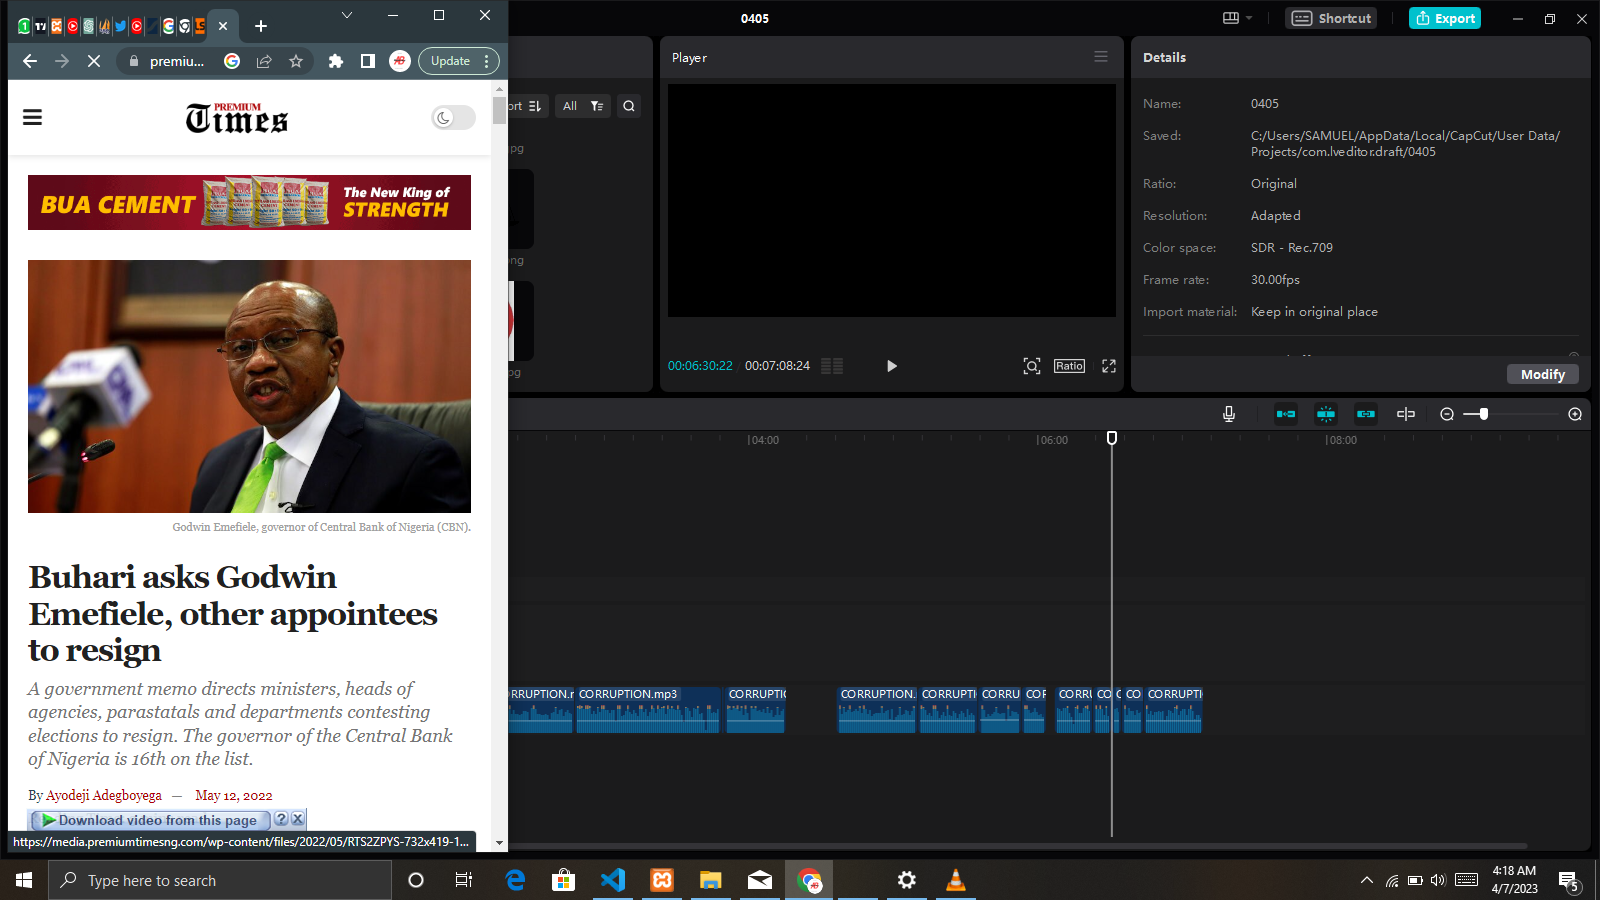 0405
Shortcut
Export
premiu...
Update
PREMIUM
Times
BUA CEMENT
The New King of
STRENGTH
Godwin Emefiele, governor of Central Bank of Nigeria (CBN).
Buhari asks Godwin
Emefiele, other appointees
to resign
A government memo directs ministers, heads of
agencies, parastatals and departments contesting
elections to resign. The governor of the Central Bank
of Nigeria is 16th on the list.
By Ayodeji Adegboyega — May 12, 2022
Download video from this page
https://media.premiumtimesng.com/wp-content/files/2022/05/RTS2ZPYS-732x419-1...
ort
All
pg
ng
pg
Player
00:06:30:22
00:07:08:24
Ratio
Details
Name: 0405
Saved: C:/Users/SAMUEL/AppData/Local/CapCut/User Data/
Projects/com.lveditor.draft/0405
Ratio: Original
Resolution: Adapted
Color space: SDR - Rec.709
Frame rate: 30.00fps
Import material: Keep in original place
Modify
04:00
06:00
08:00
RRUPTION.r
CORRUPTION.mp3
CORRUPTIC
CORRUPTION.
CORRUPTI
CORRU
COF
CORRU
CO
C
CO
CORRUPTI
Type here to search
4:18 AM
4/7/2023
5